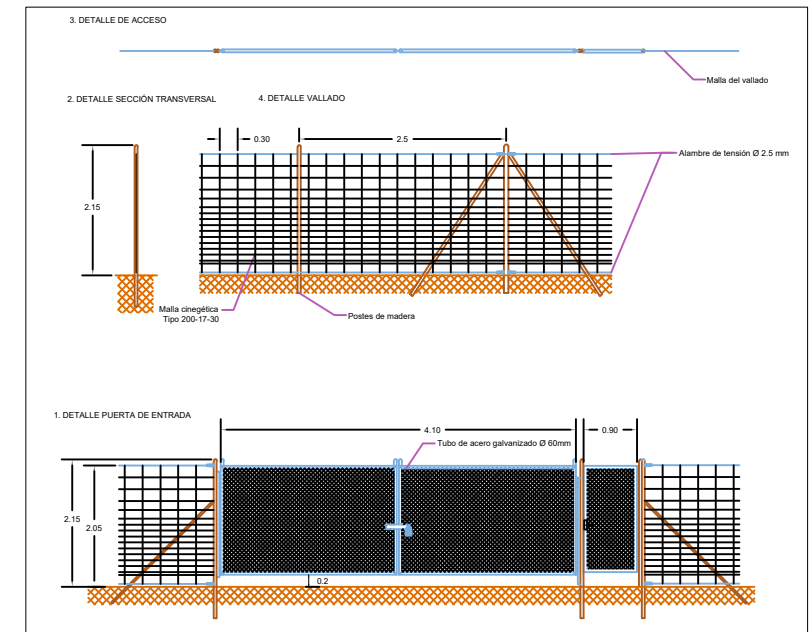 3. DETALLE DE ACCESO
Malla del vallado
2. DETALLE SECCIÓN TRANSVERSAL
4. DETALLE VALLADO
0.30
2.5
Alambre de tensión Ø 2.5 mm
2.15
Malla cinegética
Tipo 200-17-30
Postes de madera
1. DETALLE PUERTA DE ENTRADA
4.10
0.90
Tubo de acero galvanizado Ø 60mm
2.15
2.05
0.2